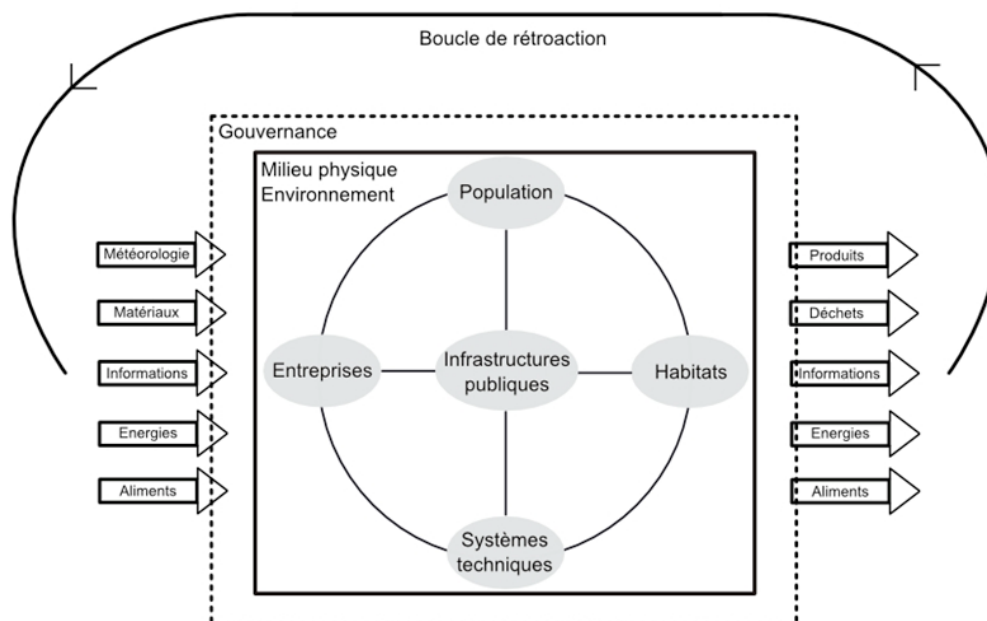 Boucle de rétroaction
Gouvernance
Milieu physique
Environnement
Population
Météorologie
Matériaux
Informations
Energies
Aliments
Entreprises
Infrastructures
publiques
Habitats
Systèmes
techniques
Produits
Déchets
Informations
Energies
Aliments